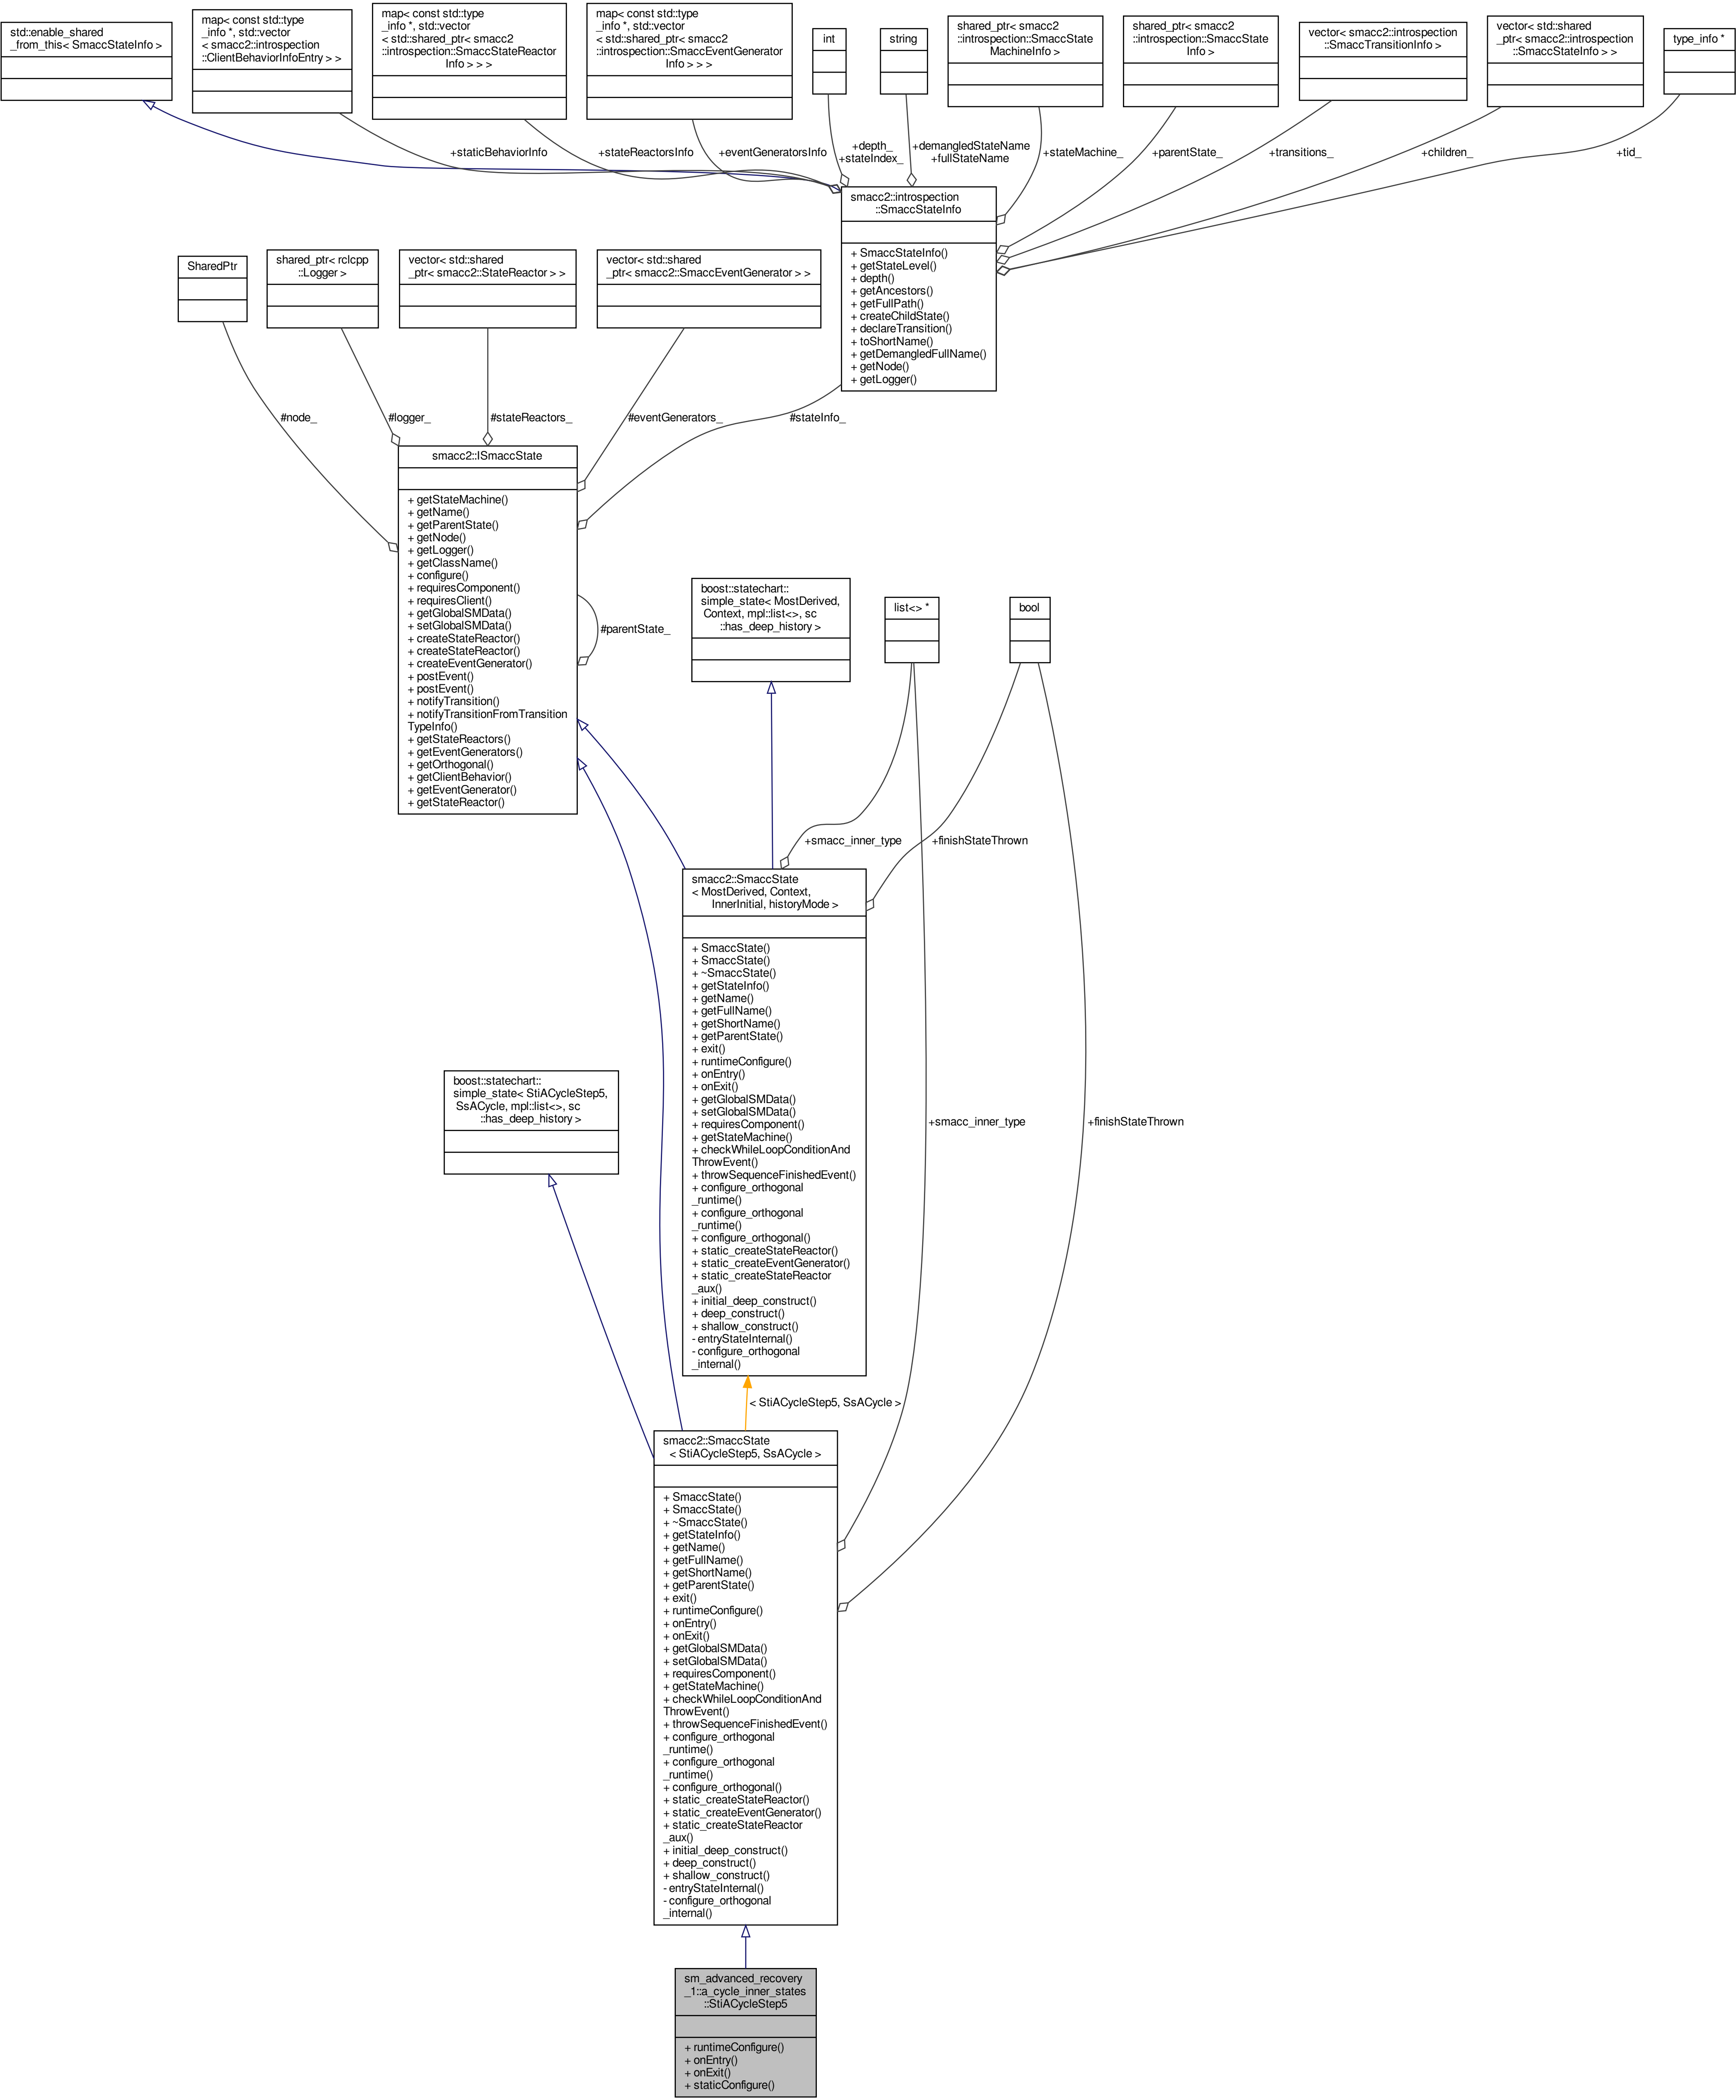 std::enable_shared
_from_this< SmaccStateInfo >
map< const std::type
_info *, std::vector
< smacc2::introspection
::ClientBehaviorInfoEntry > >
map< const std::type
_info *, std::vector
< std::shared_ptr< smacc2
::introspection::SmaccStateReactor
Info > > >
map< const std::type
_info *, std::vector
< std::shared_ptr< smacc2
::introspection::SmaccEventGenerator
Info > > >
int
string
shared_ptr< smacc2
::introspection::SmaccState
MachineInfo >
shared_ptr< smacc2
::introspection::SmaccState
Info >
vector< smacc2::introspection
::SmaccTransitionInfo >
vector< std::shared
_ptr< smacc2::introspection
::SmaccStateInfo > >
type_info *
+staticBehaviorInfo
+stateReactorsInfo
+eventGeneratorsInfo
+depth_
+stateIndex_
+demangledStateName
+fullStateName
+stateMachine_
+parentState_
+transitions_
+children_
+tid_
smacc2::introspection
::SmaccStateInfo
+ SmaccStateInfo()
+ getStateLevel()
+ depth()
+ getAncestors()
+ getFullPath()
+ createChildState()
+ declareTransition()
+ toShortName()
+ getDemangledFullName()
+ getNode()
+ getLogger()
SharedPtr
shared_ptr< rclcpp
::Logger >
vector< std::shared
_ptr< smacc2::StateReactor > >
vector< std::shared
_ptr< smacc2::SmaccEventGenerator > >
#node_
#logger_
#stateReactors_
#eventGenerators_
#stateInfo_
smacc2::ISmaccState
+ getStateMachine()
+ getName()
+ getParentState()
+ getNode()
+ getLogger()
+ getClassName()
+ configure()
+ requiresComponent()
+ requiresClient()
+ getGlobalSMData()
+ setGlobalSMData()
+ createStateReactor()
+ createStateReactor()
+ createEventGenerator()
+ postEvent()
+ postEvent()
+ notifyTransition()
+ notifyTransitionFromTransition
TypeInfo()
+ getStateReactors()
+ getEventGenerators()
+ getOrthogonal()
+ getClientBehavior()
+ getEventGenerator()
+ getStateReactor()
#parentState_
boost::statechart::
simple_state< MostDerived,
Context, mpl::list<>, sc
::has_deep_history >
list<> *
bool
+smacc_inner_type
+finishStateThrown
smacc2::SmaccState
< MostDerived, Context,
InnerInitial, historyMode >
+ SmaccState()
+ SmaccState()
+ ~SmaccState()
+ getStateInfo()
+ getName()
+ getFullName()
+ getShortName()
+ getParentState()
+ exit()
+ runtimeConfigure()
+ onEntry()
+ onExit()
+ getGlobalSMData()
+ setGlobalSMData()
+ requiresComponent()
+ getStateMachine()
+ checkWhileLoopConditionAnd
ThrowEvent()
+ throwSequenceFinishedEvent()
+ configure_orthogonal
_runtime()
+ configure_orthogonal
_runtime()
+ configure_orthogonal()
+ static_createStateReactor()
+ static_createEventGenerator()
+ static_createStateReactor
_aux()
+ initial_deep_construct()
+ deep_construct()
+ shallow_construct()
- entryStateInternal()
- configure_orthogonal
_internal()
boost::statechart::
simple_state< StiACycleStep5,
SsACycle, mpl::list<>, sc
::has_deep_history >
+smacc_inner_type
+finishStateThrown
< StiACycleStep5, SsACycle >
smacc2::SmaccState
< StiACycleStep5, SsACycle >
+ SmaccState()
+ SmaccState()
+ ~SmaccState()
+ getStateInfo()
+ getName()
+ getFullName()
+ getShortName()
+ getParentState()
+ exit()
+ runtimeConfigure()
+ onEntry()
+ onExit()
+ getGlobalSMData()
+ setGlobalSMData()
+ requiresComponent()
+ getStateMachine()
+ checkWhileLoopConditionAnd
ThrowEvent()
+ throwSequenceFinishedEvent()
+ configure_orthogonal
_runtime()
+ configure_orthogonal
_runtime()
+ configure_orthogonal()
+ static_createStateReactor()
+ static_createEventGenerator()
+ static_createStateReactor
_aux()
+ initial_deep_construct()
+ deep_construct()
+ shallow_construct()
- entryStateInternal()
- configure_orthogonal
_internal()
sm_advanced_recovery
_1::a_cycle_inner_states
::StiACycleStep5
+ runtimeConfigure()
+ onEntry()
+ onExit()
+ staticConfigure()